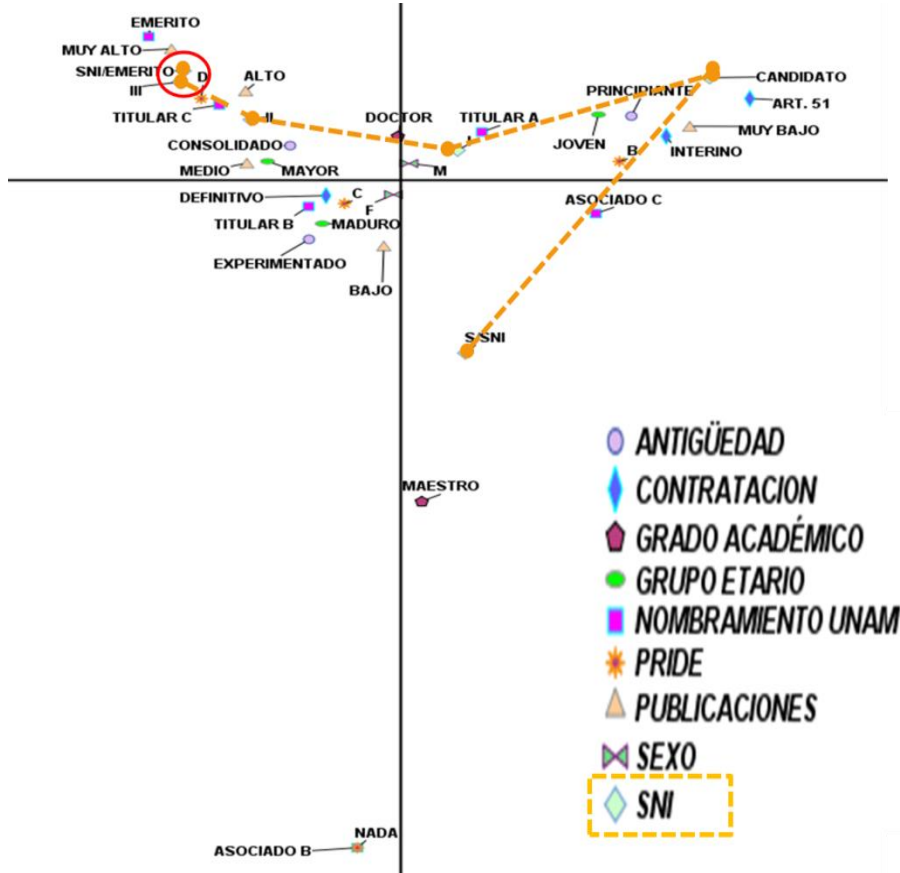 EMERITO
MUY ALTO
SNI/EMERITO
D
ALTO
III
TITULAR C
II
DOCTOR
TITULAR A
PRINCIPIANTE
CANDIDATO
ART. 51
CONSOLIDADO
I
JOVEN
MUY BAJO
B
INTERINO
MEDIO
MAYOR
M
DEFINITIVO
C
F
ASOCIADO C
TITULAR B
MADURO
EXPERIMENTADO
BAJO
S/SNI
MAESTRO
NADA
ASOCIADO B
ANTIGÜEDAD
CONTRATACION
GRADO ACADÉMICO
GRUPO ETARIO
NOMBRAMIENTO UNAM
PRIDE
PUBLICACIONES
SEXO
SNI